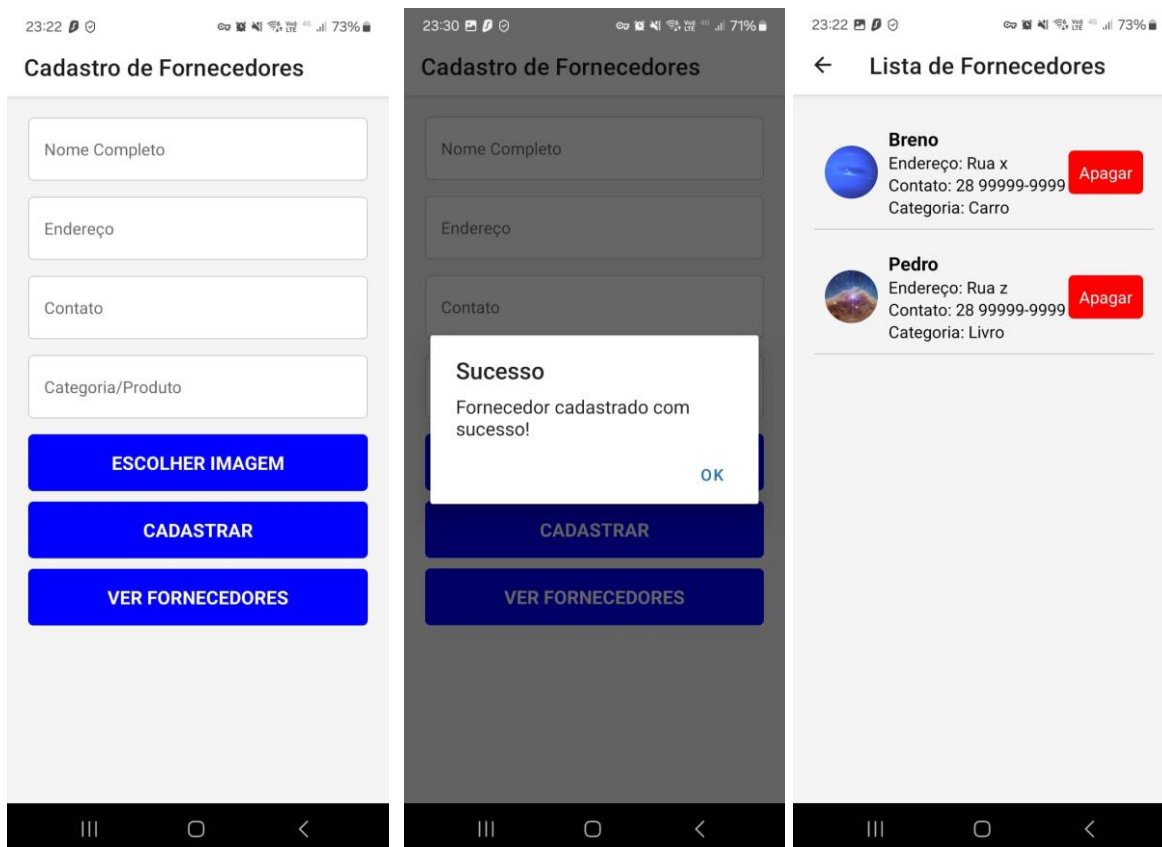 23:22
73%
Cadastro de Fornecedores
Nome Completo
Endereço
Contato
Categoria/Produto
ESCOLHER IMAGEM
CADASTRAR
VER FORNECEDORES
23:30
71%
Cadastro de Fornecedores
Nome Completo
Endereço
Contato
Sucesso
Fornecedor cadastrado com
sucesso!
OK
CADASTRAR
VER FORNECEDORES
23:22
73%
Lista de Fornecedores
Breno
Endereço: Rua x
Contato: 28 99999-9999
Categoria: Carro
Apagar
Pedro
Endereço: Rua z
Contato: 28 99999-9999
Categoria: Livro
Apagar